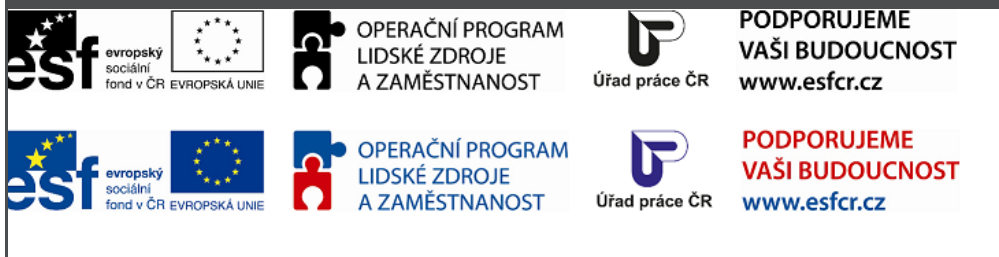 esf evropský
sociální
fond v ČR
EVROPSKÁ UNIE
OPERAČNÍ PROGRAM
LIDSKÉ ZDROJE
A ZAMĚSTNANOST
Úřad práce ČR
PODPORUJEME
VAŠI BUDOUCNOST
www.esfcr.cz
esf evropský
sociální
fond v ČR
EVROPSKÁ UNIE
OPERAČNÍ PROGRAM
LIDSKÉ ZDROJE
A ZAMĚSTNANOST
Úřad práce ČR
PODPORUJEME
VAŠI BUDOUCNOST
www.esfcr.cz